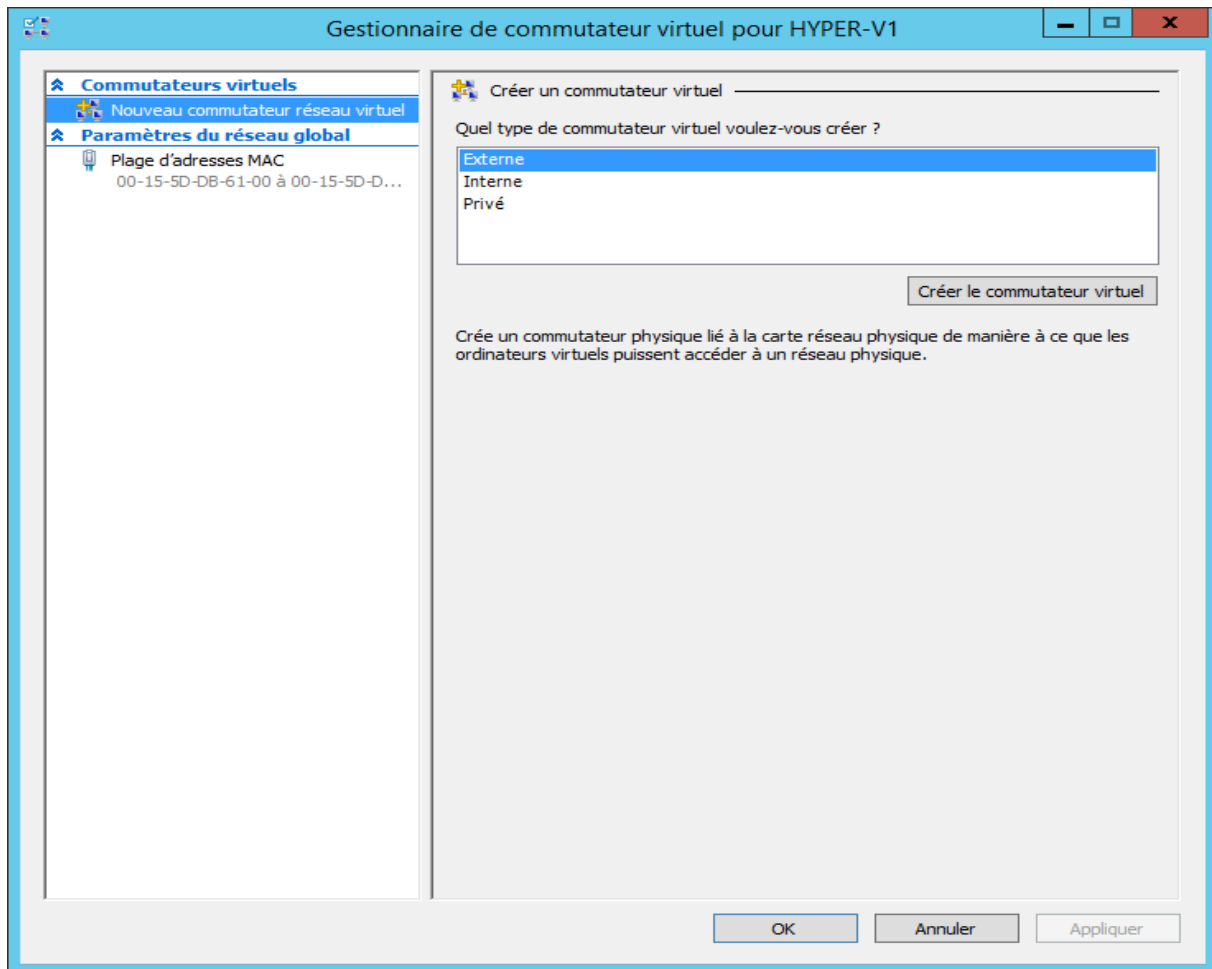 Gestionnaire de commutateur virtuel pour HYPER-V1
Commutateurs virtuels
Nouveau commutateur réseau virtuel
Paramètres du réseau global
Plage d'adresses MAC
00-15-5D-DB-61-00 à 00-15-5D-D...
Créer un commutateur virtuel
Quel type de commutateur virtuel voulez-vous créer ?
Externe
Interne
Privé
Créer le commutateur virtuel
Crée un commutateur physique lié à la carte réseau physique de manière à ce que les
ordinateurs virtuels puissent accéder à un réseau physique.
OK
Annuler
Appliquer